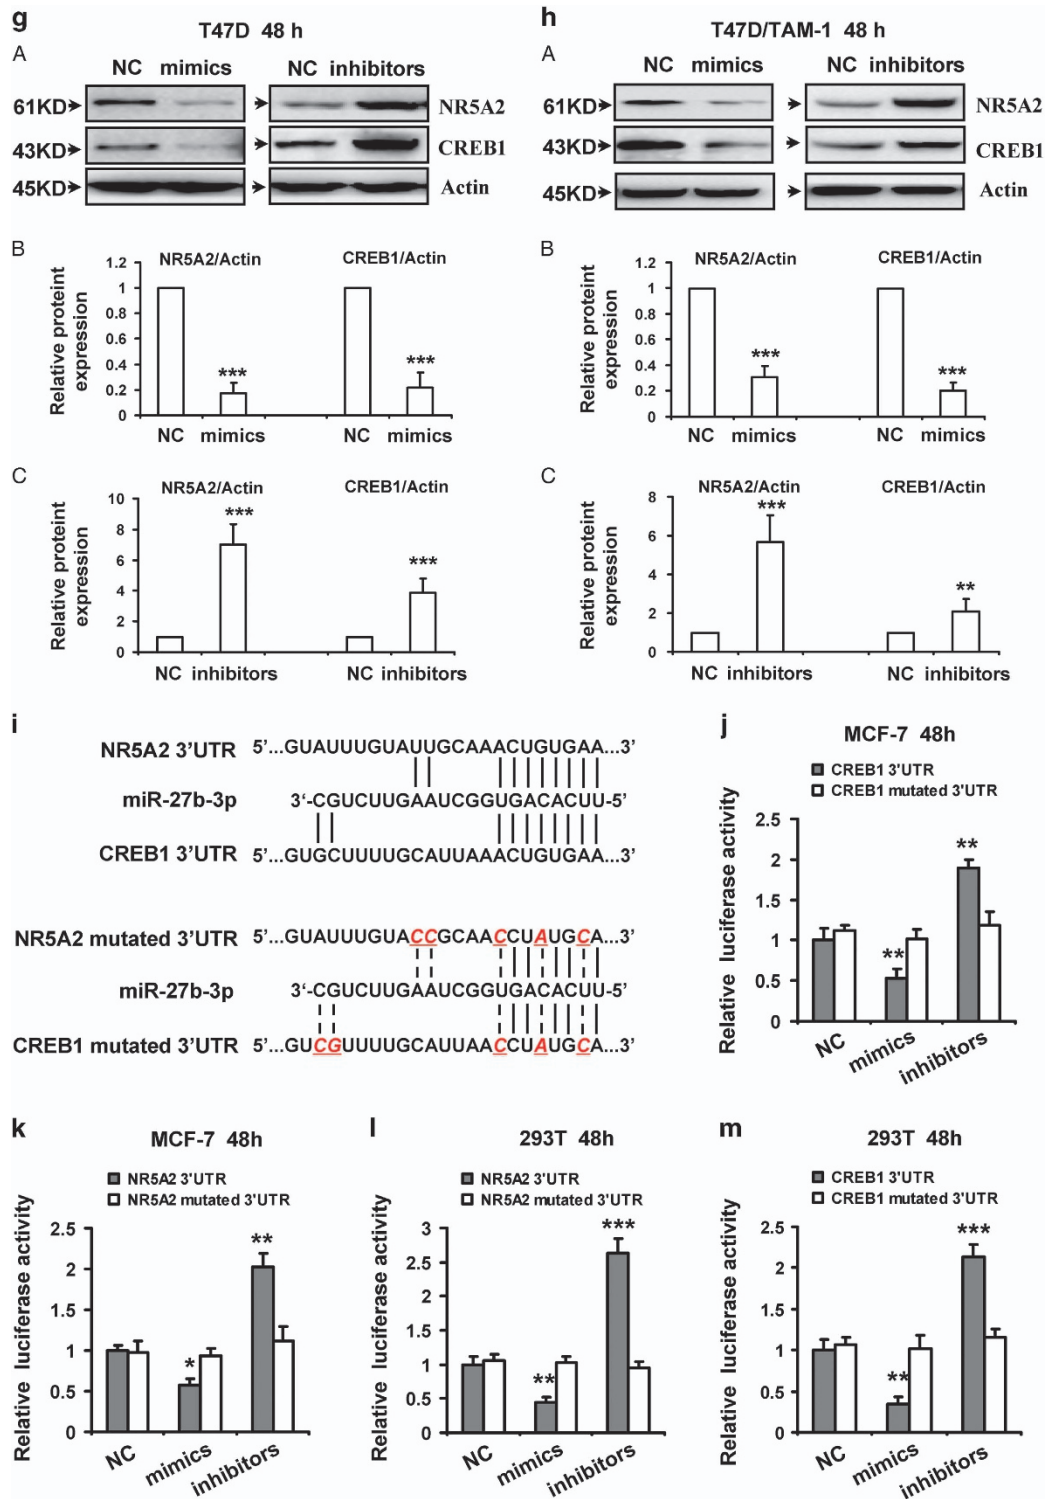 g
T47D 48 h
A
NC mimics NC inhibitors
61KD NR5A2
43KD CREB1
45KD Actin
B
NR5A2/Actin CREB1/Actin
Relative proteint expression
1.2
1
0.8
0.6
0.4
0.2
0
*** ***
NC mimics NC mimics
C
NR5A2/Actin CREB1/Actin
Relative proteint expression
10
8
6
4
2
0
*** ***
NC inhibitors NC inhibitors
h
T47D/TAM-1 48 h
A
NC mimics NC inhibitors
61KD NR5A2
43KD CREB1
45KD Actin
B
NR5A2/Actin CREB1/Actin
Relative proteint expression
1.2
1
0.8
0.6
0.4
0.2
0
*** ***
NC mimics NC mimics
C
NR5A2/Actin CREB1/Actin
Relative proteint expression
8
6
4
2
0
*** **
NC inhibitors NC inhibitors
i
NR5A2 3'UTR 5'...GUAUUUGUAUUGCAAACUGUGAA...3'
miR-27b-3p 3'-CGUCUUGAAUCGGUGACACUU-5'
CREB1 3'UTR 5'...GUGCUUUUGCAUUAAACUGUGAA...3'
NR5A2 mutated 3'UTR 5'...GUAUUUGUACCGCAACCUAUGCA...3'
miR-27b-3p 3'-CGUCUUGAAUCGGUGACACUU-5'
CREB1 mutated 3'UTR 5'...GUCGUUUUGCAUUAACCUAUGCA...3'
j
MCF-7 48h
CREB1 3'UTR
CREB1 mutated 3'UTR
Relative luciferase activity
2.5
2
1.5
1
0.5
0
** **
NC mimics inhibitors
k
MCF-7 48h
NR5A2 3'UTR
NR5A2 mutated 3'UTR
Relative luciferase activity
2.5
2
1.5
1
0.5
0
* **
NC mimics inhibitors
l
293T 48h
NR5A2 3'UTR
NR5A2 mutated 3'UTR
Relative luciferase activity
3
2.5
2
1.5
1
0.5
0
** ***
NC mimics inhibitors
m
293T 48h
CREB1 3'UTR
CREB1 mutated 3'UTR
Relative luciferase activity
2.5
2
1.5
1
0.5
0
** ***
NC mimics inhibitors